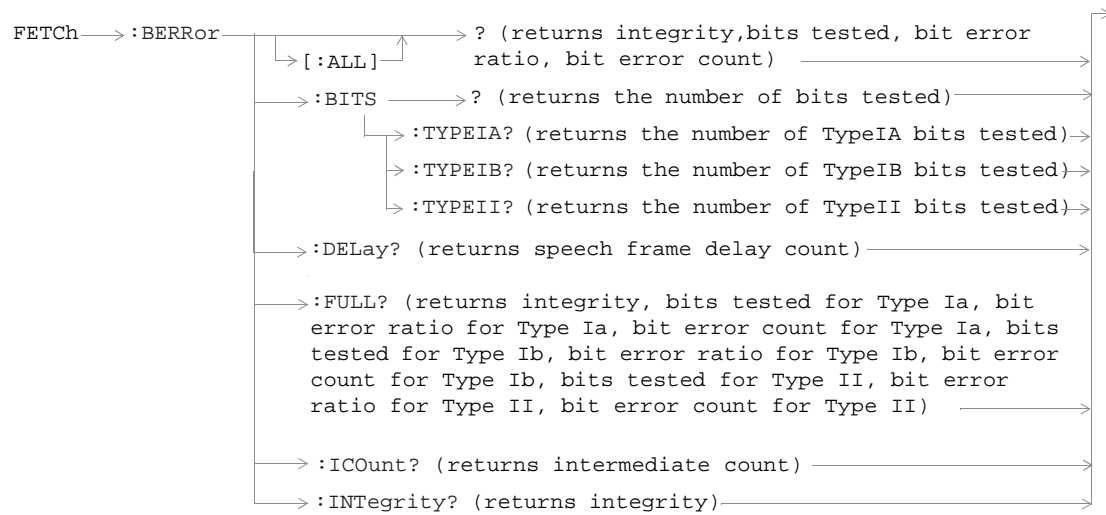 FETCh :BERRor ? (returns integrity,bits tested, bit error
[:ALL] ratio, bit error count)
:BITS ? (returns the number of bits tested)
:TYPEIA? (returns the number of TypeIA bits tested)
:TYPEIB? (returns the number of TypeIB bits tested)
:TYPEII? (returns the number of TypeII bits tested)
:DELay? (returns speech frame delay count)
:FULL? (returns integrity, bits tested for Type Ia, bit
error ratio for Type Ia, bit error count for Type Ia, bits
tested for Type Ib, bit error ratio for Type Ib, bit error
count for Type Ib, bits tested for Type II, bit error
ratio for Type II, bit error count for Type II)
:ICOunt? (returns intermediate count)
:INTegrity? (returns integrity)